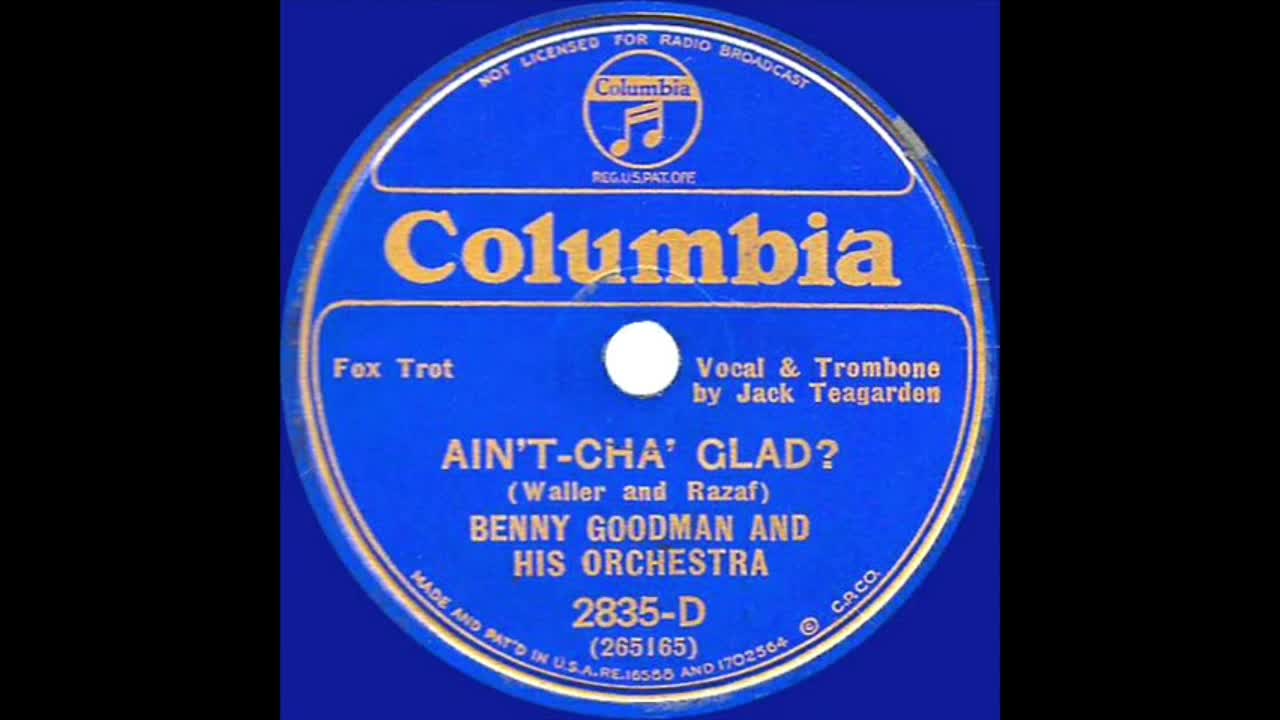 NOT LICENSED FOR RADIO BROADCAST
Columbia
REG.U.S.PAT.OFF.
Columbia
Fox Trot
Vocal & Trombone
by Jack Teagarden
AIN'T-CHA' GLAD?
(Waller and Razaf)
BENNY GOODMAN AND
HIS ORCHESTRA
2835-D
(265165)
MADE AND PAT'D IN U.S.A. RE.16588 AND 1702564 © C.P.CO.